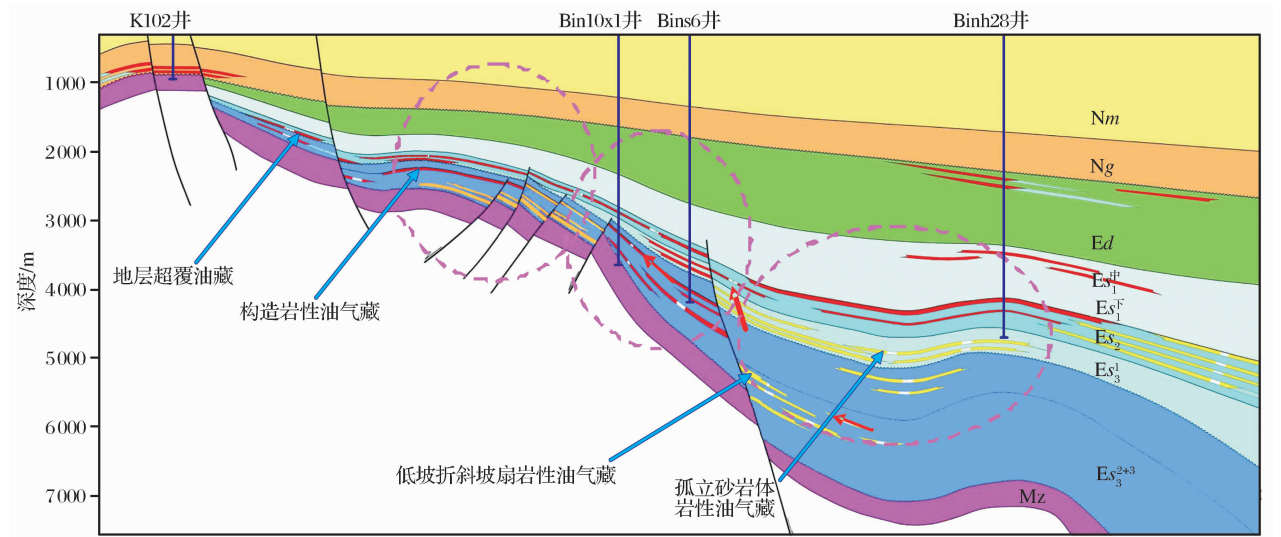 K102井
Bin10x1井
Bins6井
Binh28井
深度/m
1000
2000
3000
4000
5000
6000
7000
Nm
Ng
Ed
Es₁中
Es₁下
Es₂
Es₃¹
Es₃²⁺³
Mz
地层超覆油藏
构造岩性油气藏
低坡折斜坡扇岩性油气藏
孤立砂岩体
岩性油气藏